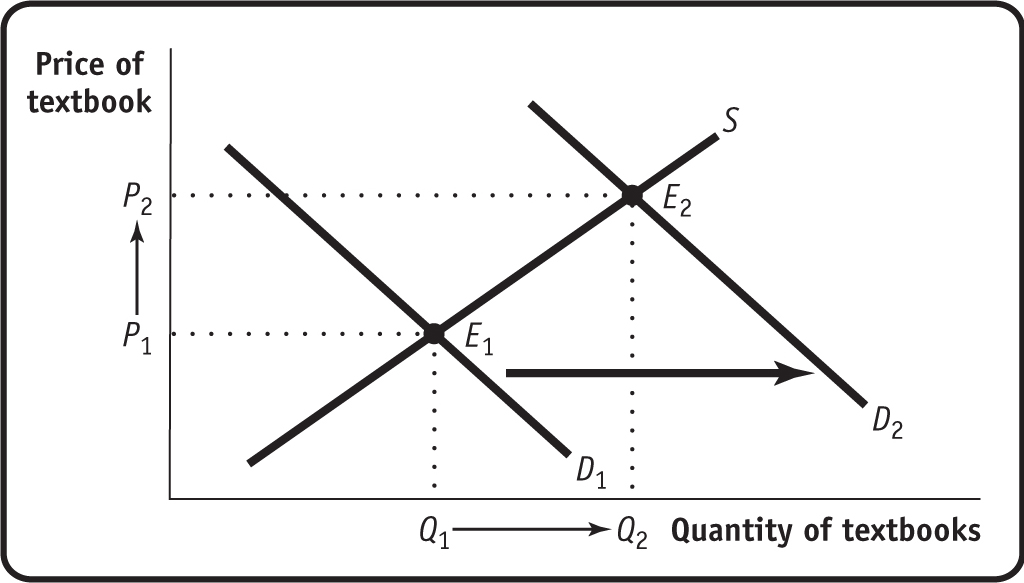 Price of
textbook
S
P2
E2
P1
E1
D2
D1
Q1
Q2
Quantity of textbooks